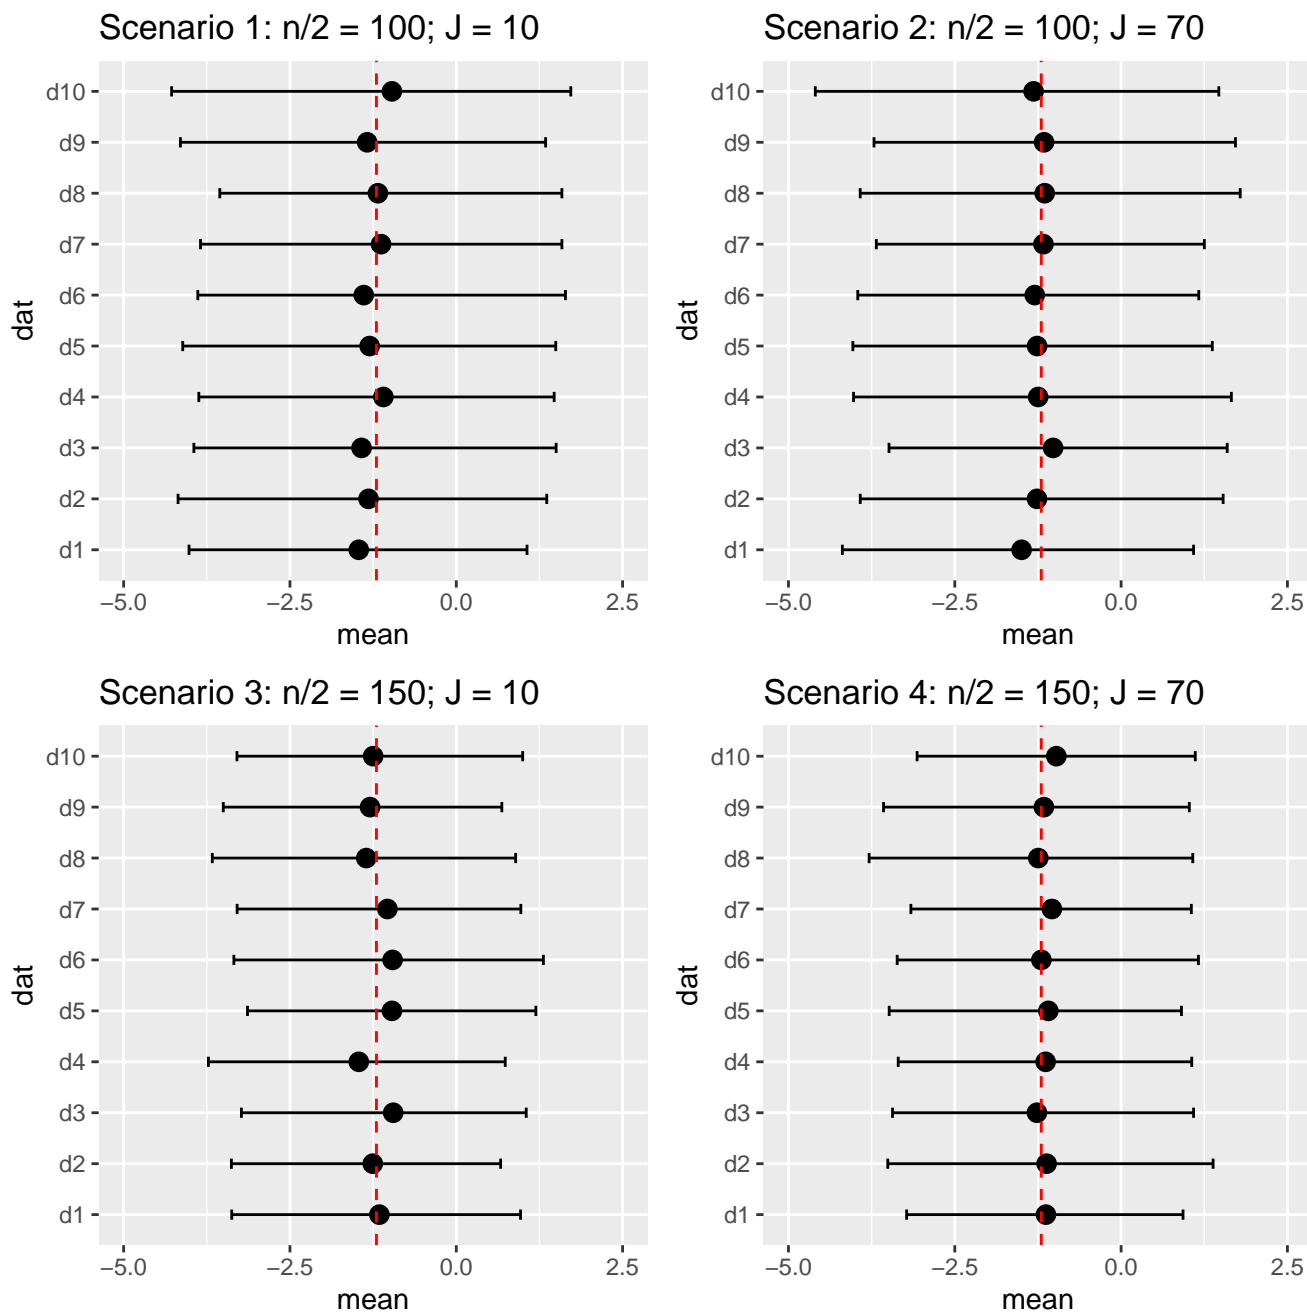 Scenario 1: n/2 = 100; J = 10
dat
d10
d9
d8
d7
d6
d5
d4
d3
d2
d1
−5.0 −2.5 0.0 2.5
mean
Scenario 2: n/2 = 100; J = 70
dat
d10
d9
d8
d7
d6
d5
d4
d3
d2
d1
−5.0 −2.5 0.0 2.5
mean
Scenario 3: n/2 = 150; J = 10
dat
d10
d9
d8
d7
d6
d5
d4
d3
d2
d1
−5.0 −2.5 0.0 2.5
mean
Scenario 4: n/2 = 150; J = 70
dat
d10
d9
d8
d7
d6
d5
d4
d3
d2
d1
−5.0 −2.5 0.0 2.5
mean